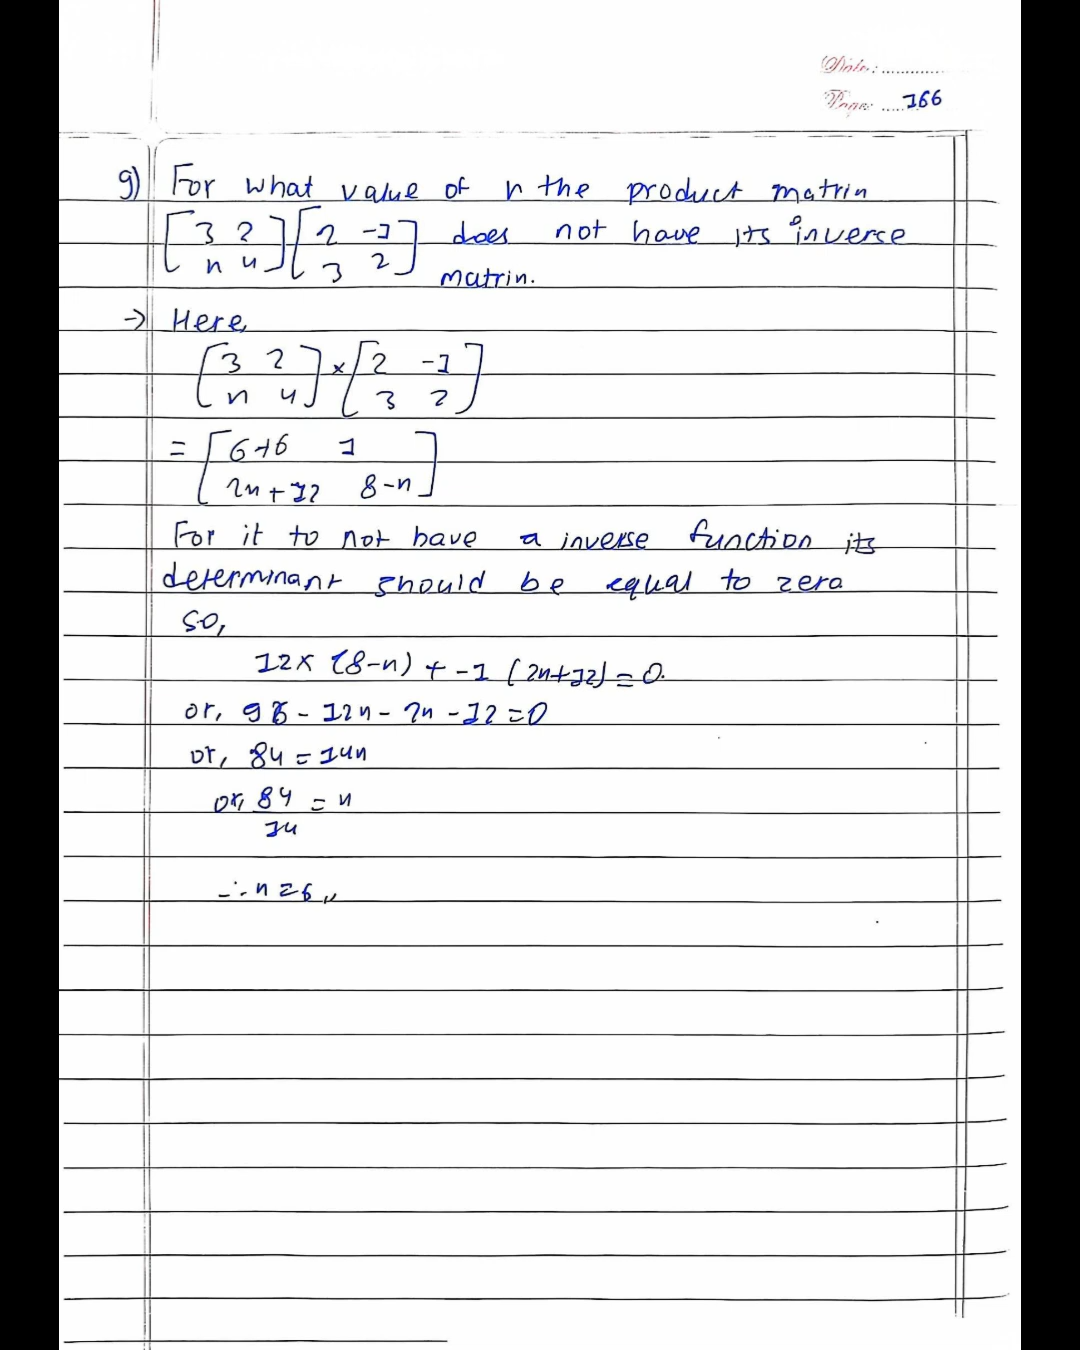 Date: ............
Page: ..... 166
9) For what value of n the product matrin
[3 2 [2 -1 does not have its inverse
n 4] 3 2] matrin.
→ Here,
[3 2 × [2 -1
n 4] 3 2]
= [6+6 1
2n+12 8-n]
For it to not have a inverse function its
determinant should be equal to zero
so,
12× (8-n) + -1 (2n+12) = 0.
or, 96 - 12n - 2n - 12 = 0
or, 84 = 14n
or, 84 = n
14
∴ n = 6 ,,